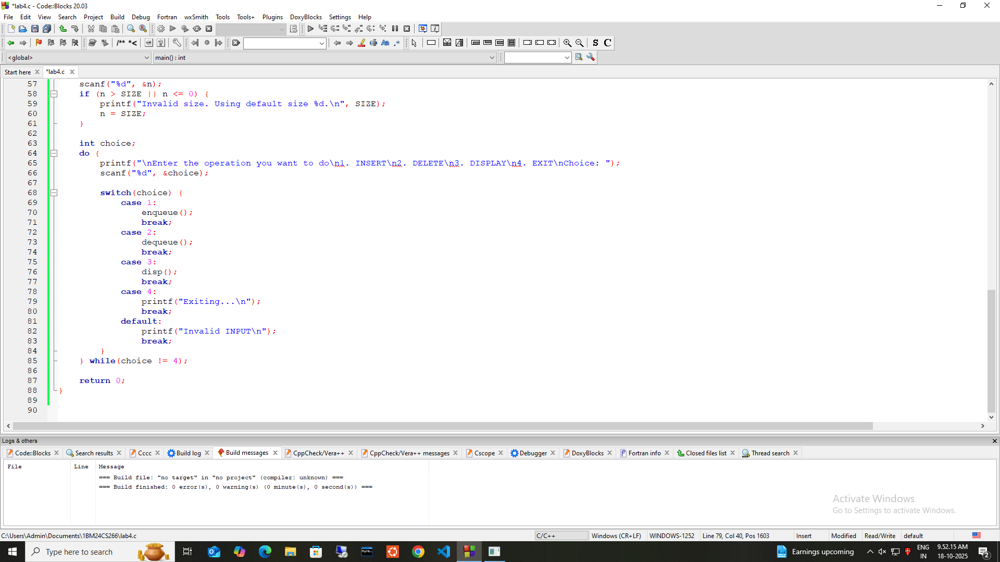 *lab4.c - Code::Blocks 20.03
File Edit View Search Project Build Debug Fortran wxSmith Tools Tools+ Plugins DoxyBlocks Settings Help
/** *<
Aa .*
S C
<global> main() : int
Start here *lab4.c
57 scanf("%d", &n);
58 if (n > SIZE || n <= 0) {
59 printf("Invalid size. Using default size %d.\n", SIZE);
60 n = SIZE;
61 }
62
63 int choice;
64 do {
65 printf("\nEnter the operation you want to do\n1. INSERT\n2. DELETE\n3. DISPLAY\n4. EXIT\nChoice: ");
66 scanf("%d", &choice);
67
68 switch(choice) {
69 case 1:
70 enqueue();
71 break;
72 case 2:
73 dequeue();
74 break;
75 case 3:
76 disp();
77 break;
78 case 4:
79 printf("Exiting...\n");
80 break;
81 default:
82 printf("Invalid INPUT\n");
83 break;
84 }
85 } while(choice != 4);
86
87 return 0;
88 }
89
90
Logs & others
Code::Blocks Search results Cccc Build log Build messages CppCheck/Vera++ CppCheck/Vera++ messages Cscope Debugger DoxyBlocks Fortran info Closed files list Thread search
File Line Message
=== Build file: "no target" in "no project" (compiler: unknown) ===
=== Build finished: 0 error(s), 0 warning(s) (0 minute(s), 0 second(s)) ===
Activate Windows
Go to Settings to activate Windows.
C:\Users\Admin\Documents\1BM24CS266\lab4.c C/C++ Windows (CR+LF) WINDOWS-1252 Line 79, Col 40, Pos 1603 Insert Modified Read/Write default
Type here to search
Earnings upcoming
ENG
IN
9.52.15 AM
18-10-2025
2